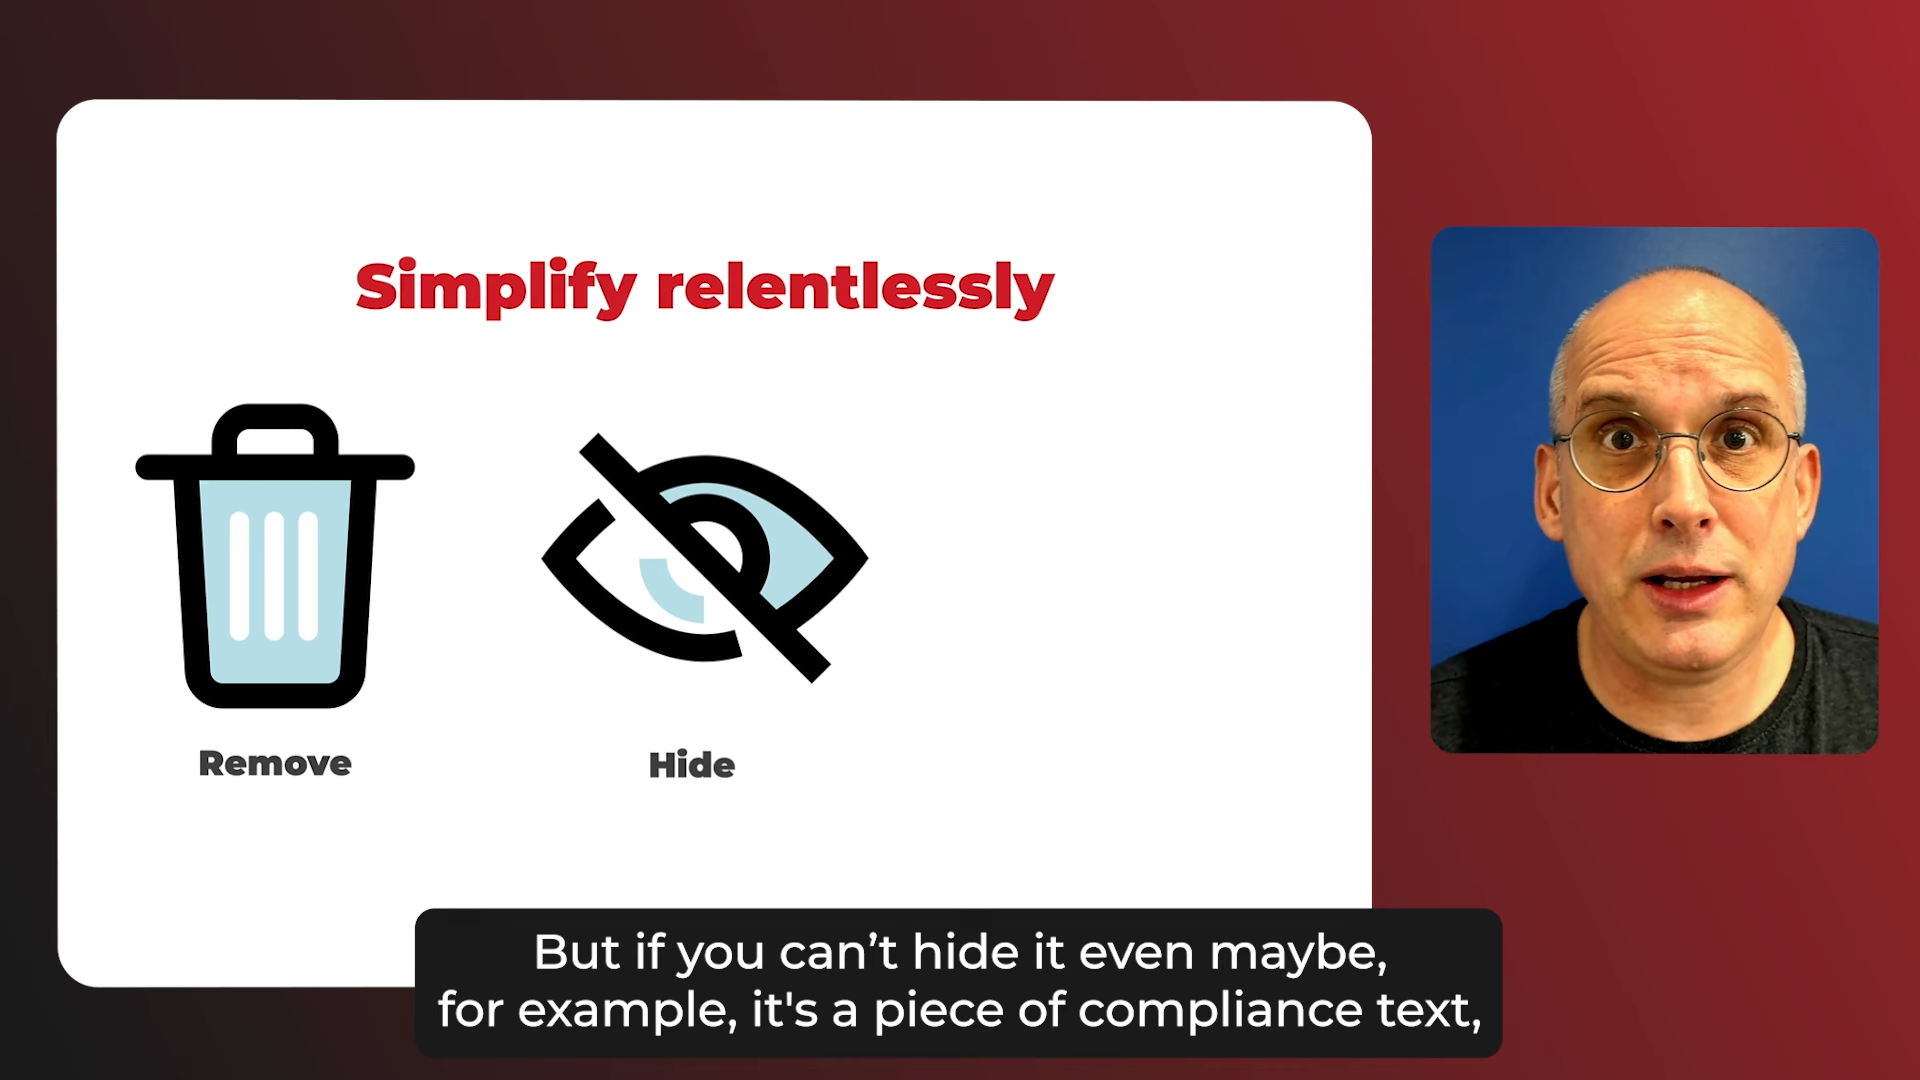 Simplify relentlessly
Remove
Hide
But if you can’t hide it even maybe,
for example, it's a piece of compliance text,